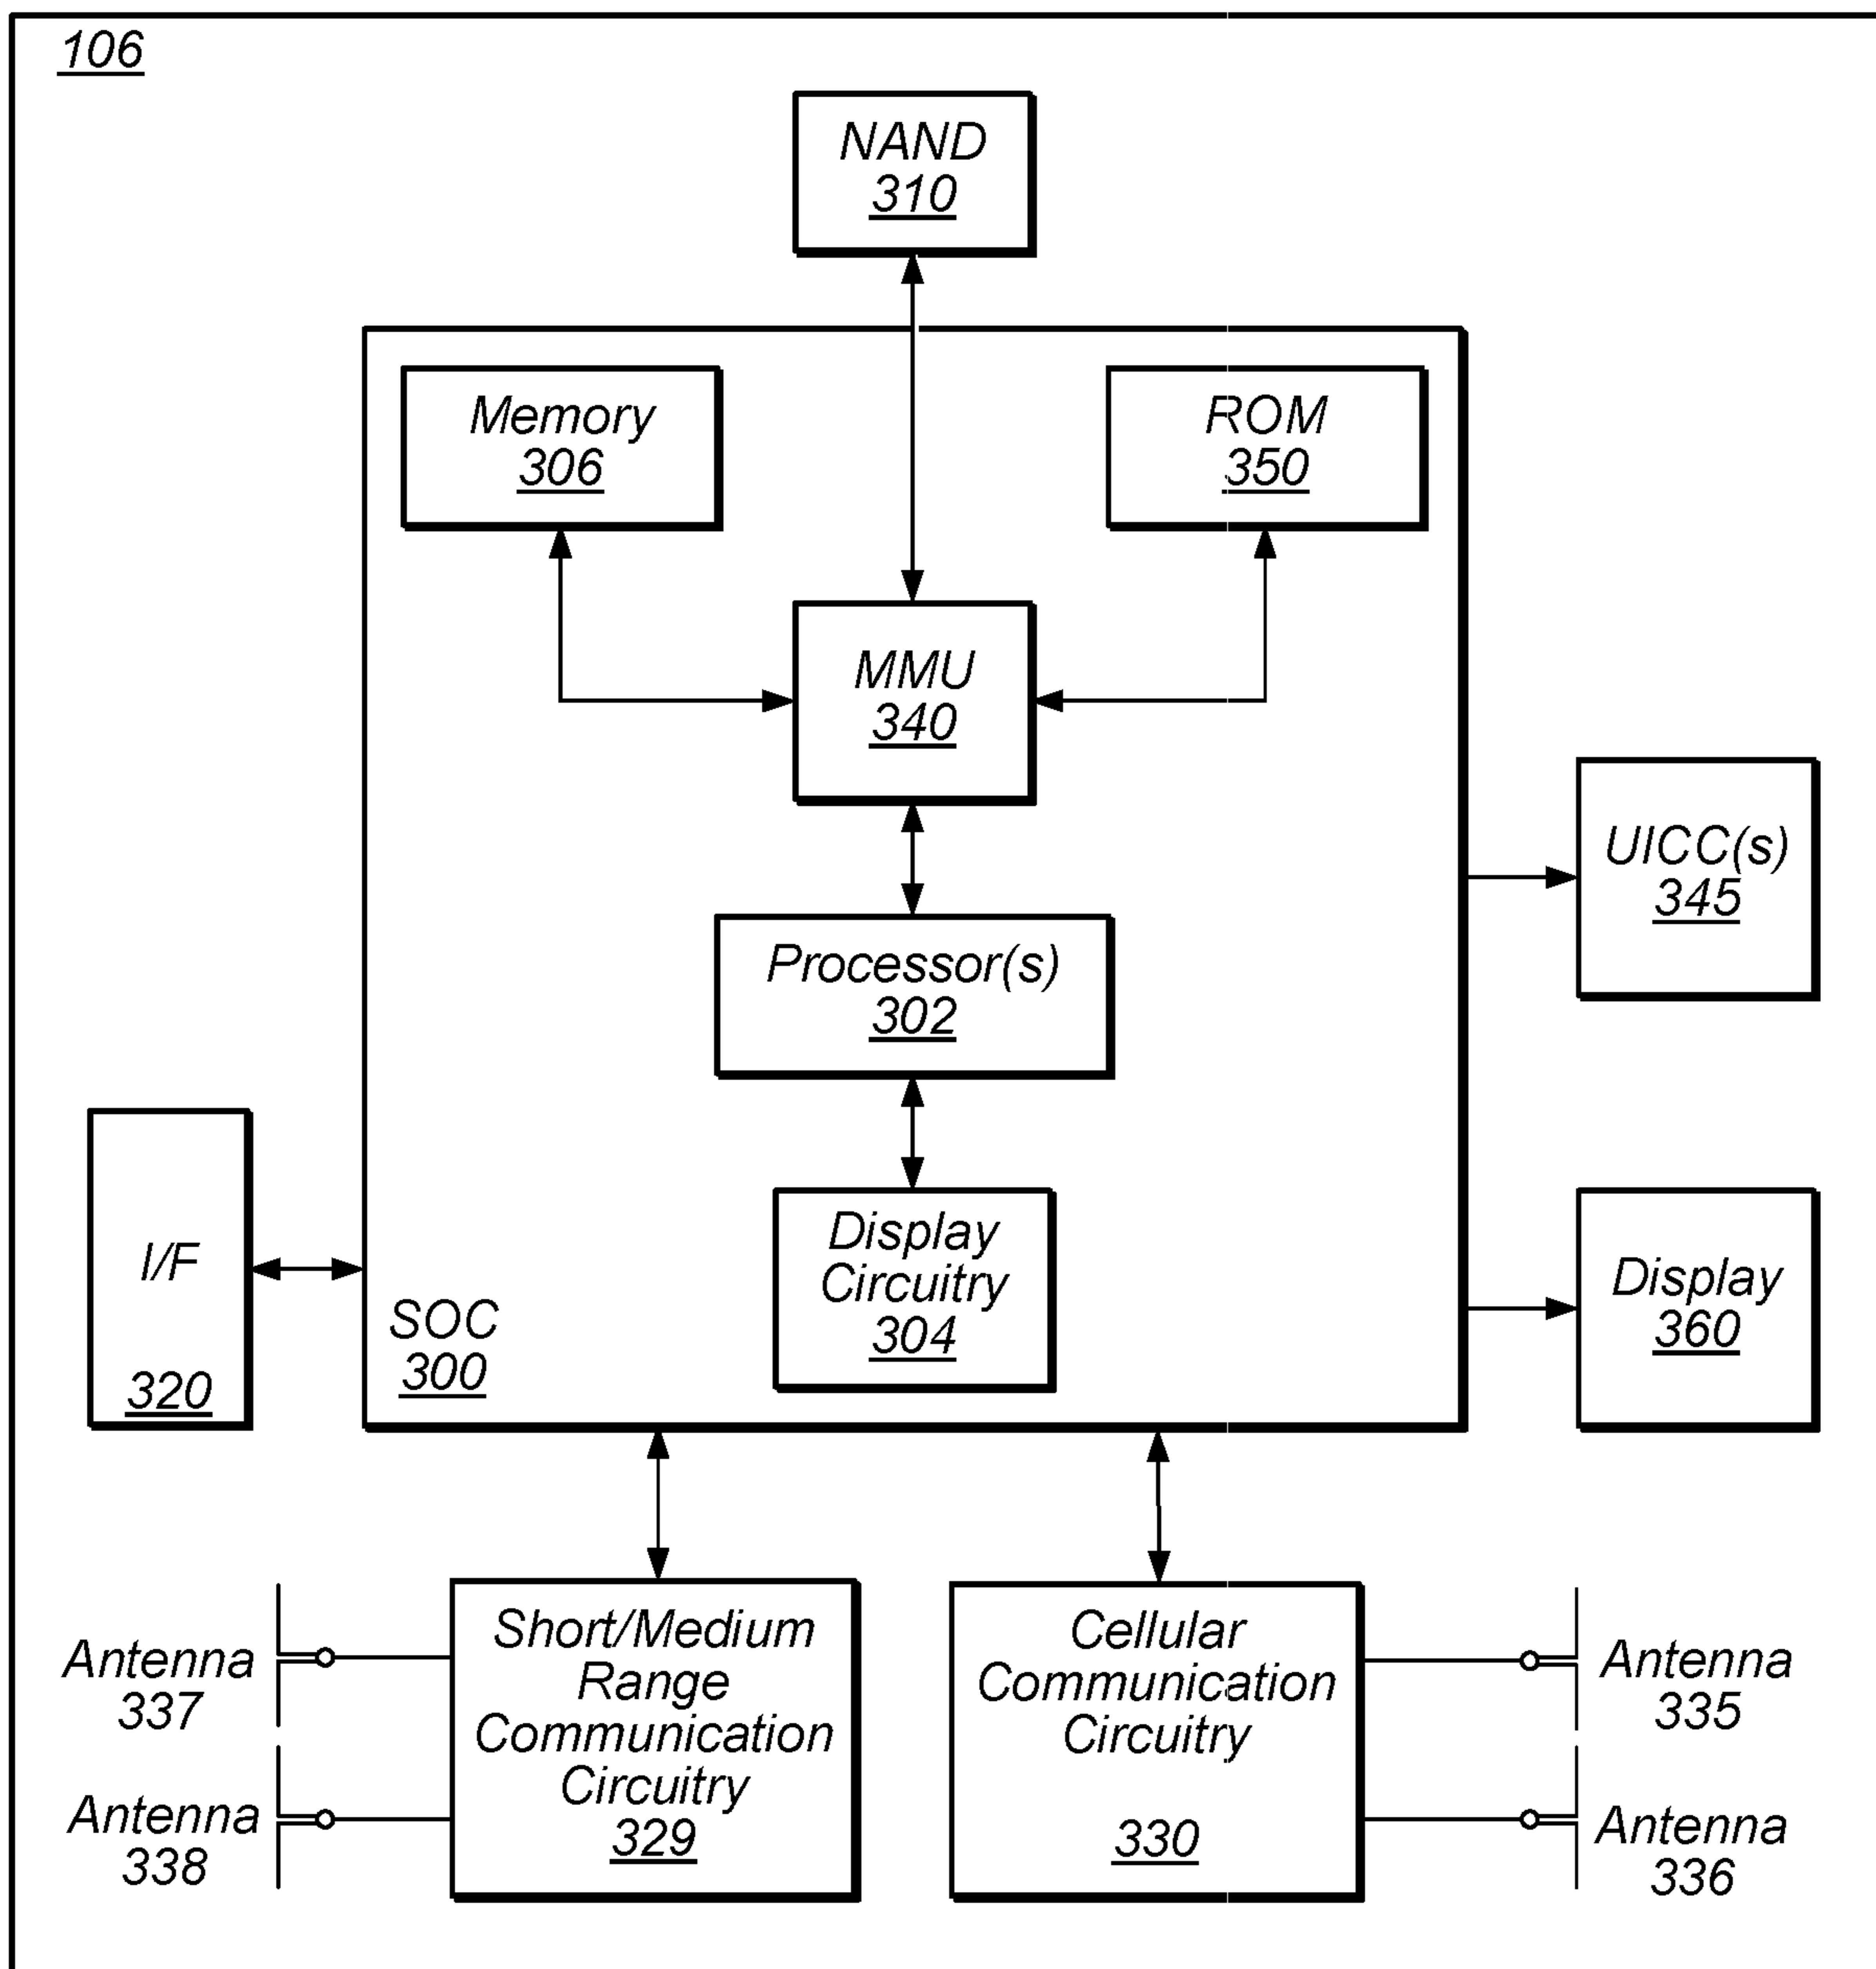 106
NAND
310
Memory
306
ROM
350
MMU
340
UICC(s)
345
Processor(s)
302
I/F
320
Display
Circuitry
304
SOC
300
Display
360
Short/Medium
Range
Communication
Circuitry
329
Cellular
Communication
Circuitry
330
Antenna
337
Antenna
338
Antenna
335
Antenna
336